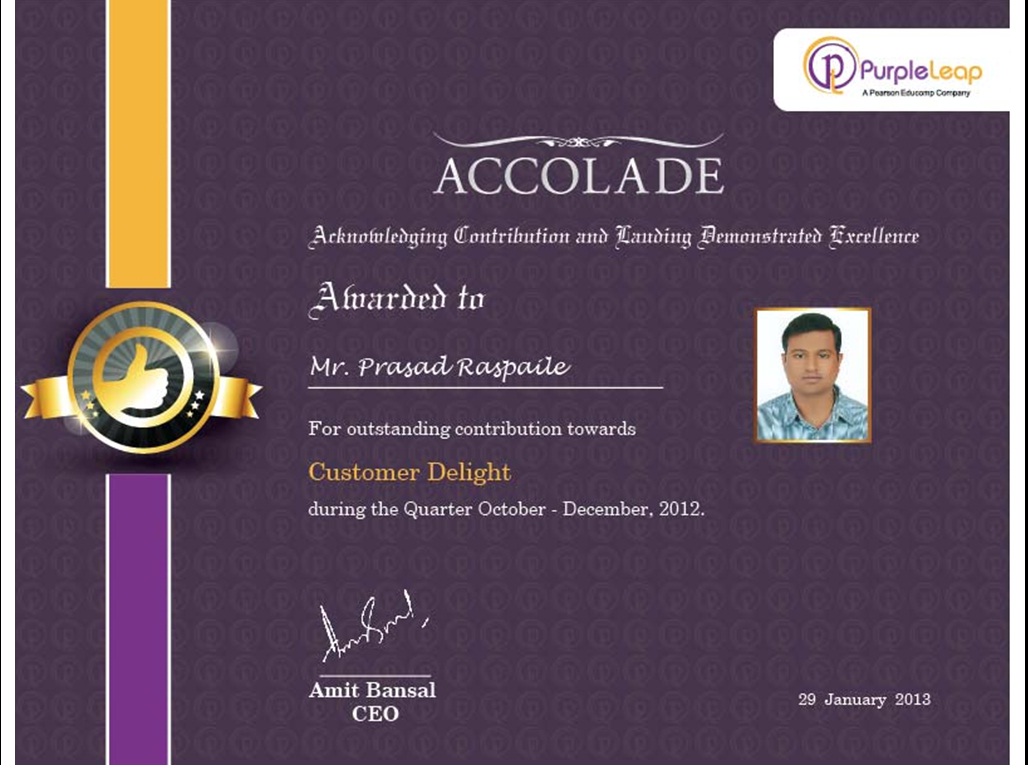 PurpleLeap
A Pearson Educomp Company
ACCOLADE
Acknowledging Contribution and Lauding Demonstrated Excellence
Awarded to
Mr. Prasad Raspaile
For outstanding contribution towards
Customer Delight
during the Quarter October - December, 2012.
Amit Bansal
CEO
29 January 2013